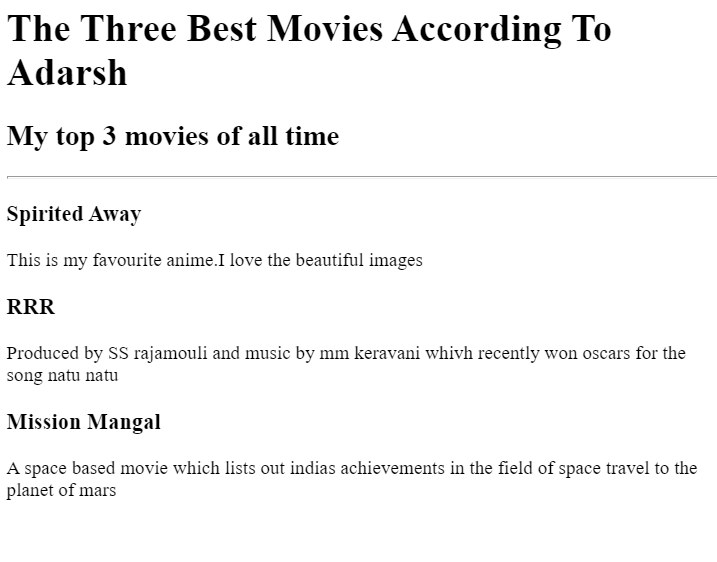 The Three Best Movies According To
Adarsh
My top 3 movies of all time
Spirited Away
This is my favourite anime.I love the beautiful images
RRR
Produced by SS rajamouli and music by mm keravani whivh recently won oscars for the
song natu natu
Mission Mangal
A space based movie which lists out indias achievements in the field of space travel to the
planet of mars